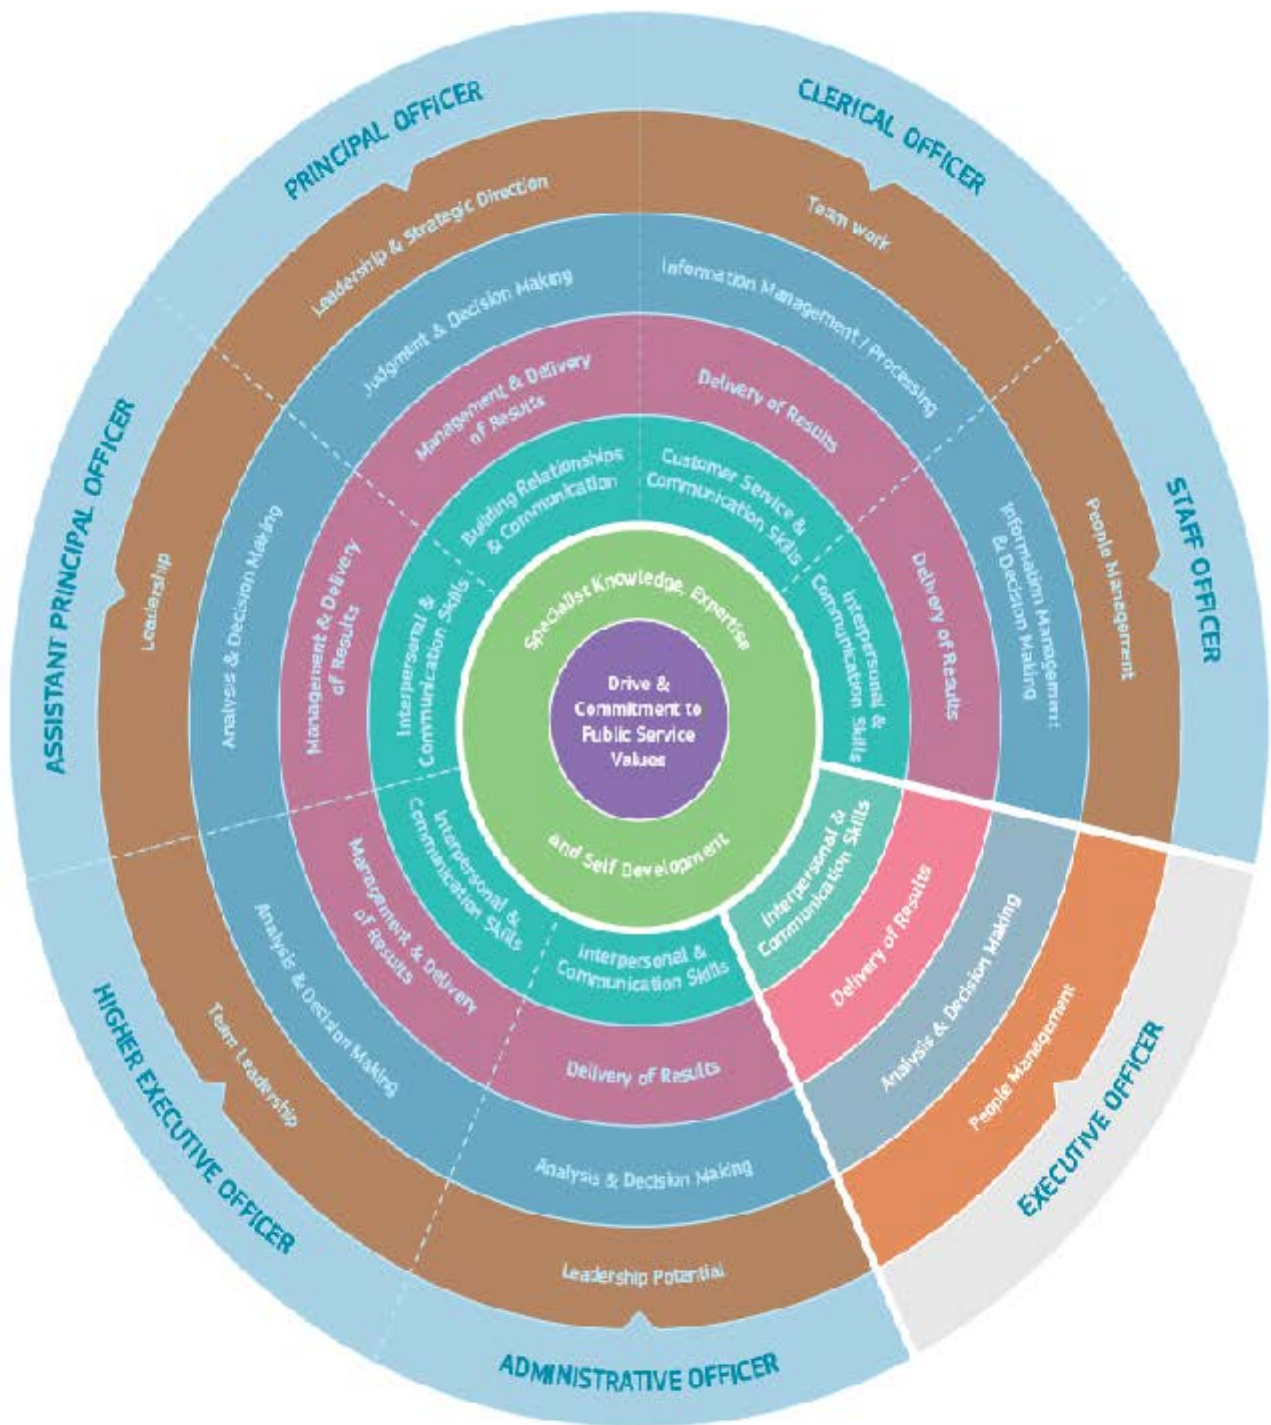 PRINCIPAL OFFICER
Leadership & Strategic Direction
Judgment & Decision Making
Management & Delivery
of Results
Building Relationships
& Communication
CLERICAL OFFICER
Team work
Information Management / Processing
Delivery of Results
Customer Service &
Communication Skills
STAFF OFFICER
People Management
Information Management
& Decision Making
Delivery of Results
Interpersonal &
Communication Skills
EXECUTIVE OFFICER
People Management
Analysis & Decision Making
Delivery of Results
Interpersonal &
Communication Skills
ADMINISTRATIVE OFFICER
Leadership Potential
Analysis & Decision Making
Delivery of Results
Interpersonal &
Communication Skills
HIGHER EXECUTIVE OFFICER
Team Leadership
Analysis & Decision Making
Management & Delivery
of Results
Interpersonal &
Communication Skills
ASSISTANT PRINCIPAL OFFICER
Leadership
Analysis & Decision Making
Management & Delivery
of Results
Interpersonal &
Communication Skills
Specialist Knowledge, Expertise
and Self Development
Drive &
Commitment to
Public Service
Values